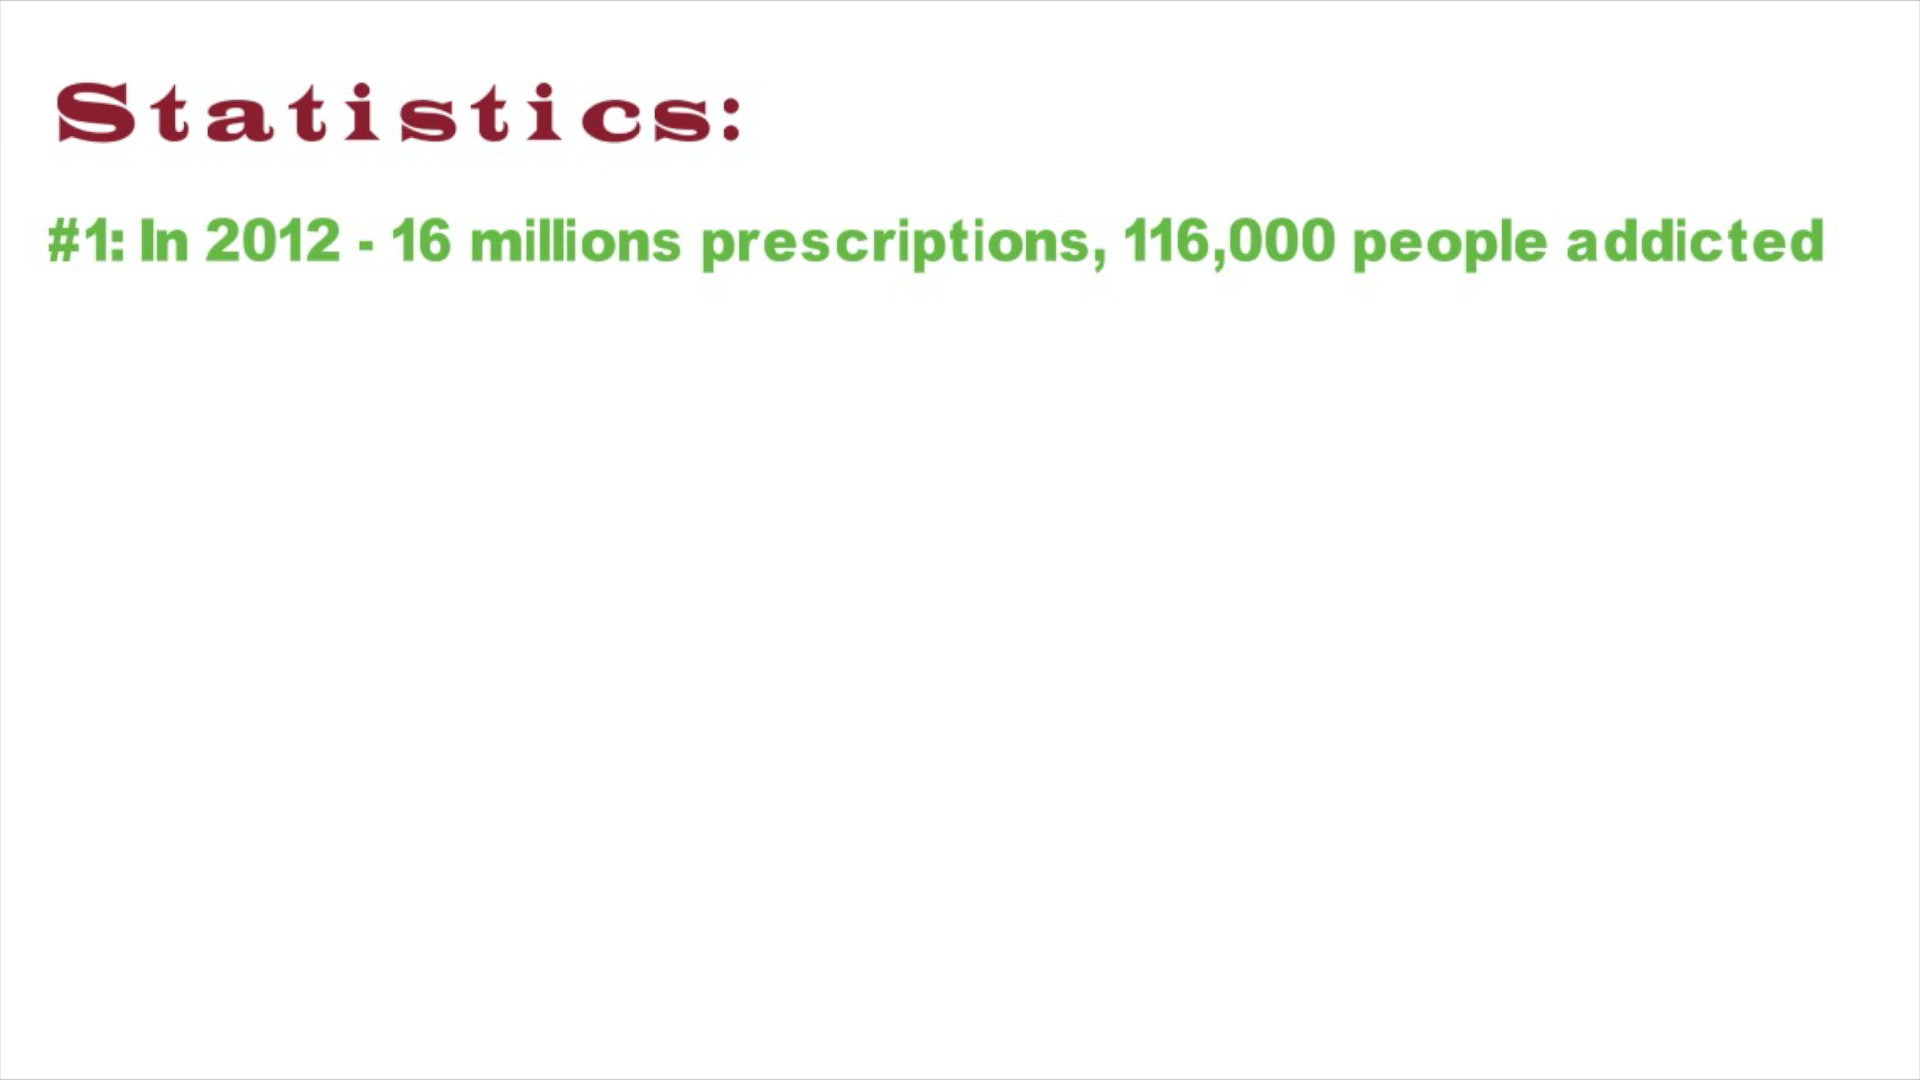 Statistics:
#1: In 2012 - 16 millions prescriptions, 116,000 people addicted